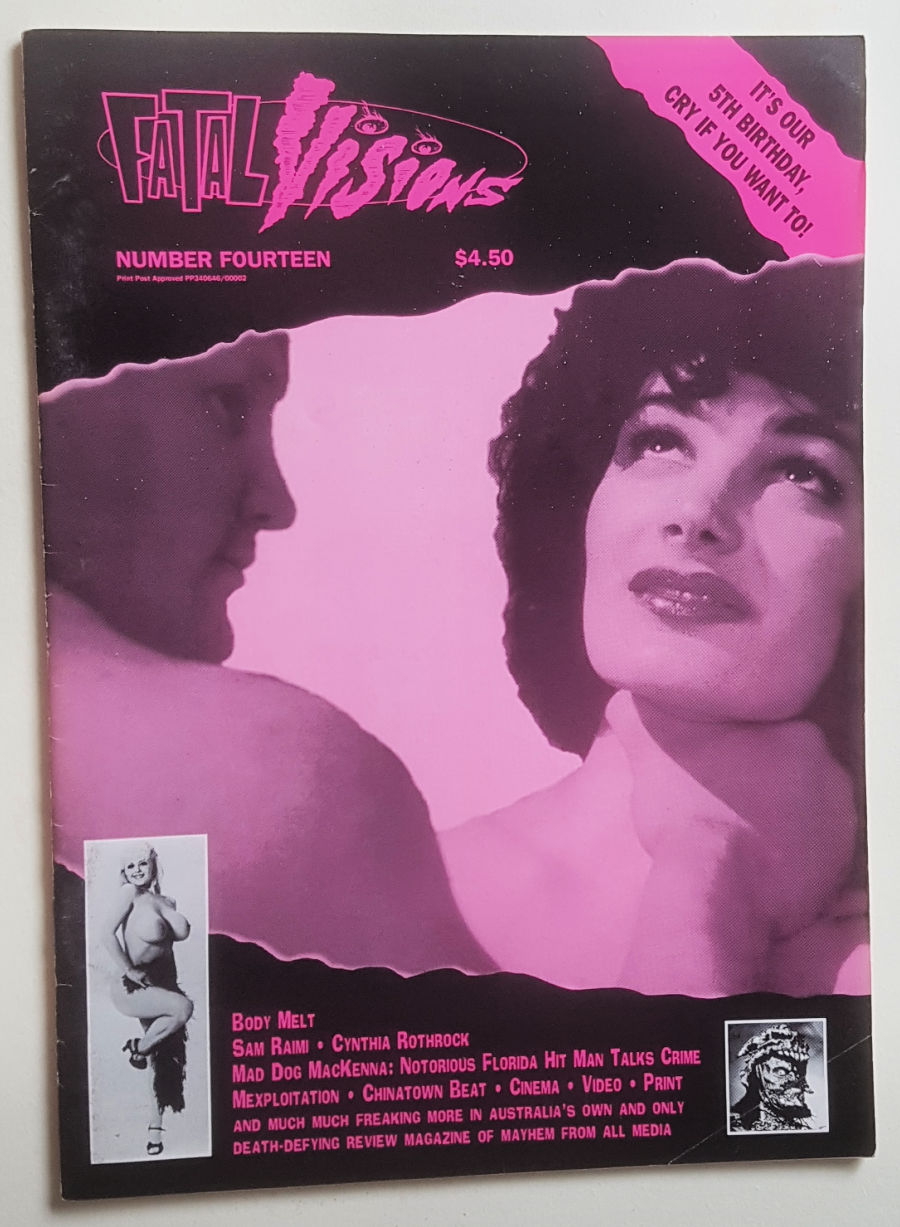 FATAL VISIONS
NUMBER FOURTEEN
$4.50
Print Post Approved PP340646/00002
IT'S OUR
5TH BIRTHDAY,
CRY IF YOU WANT TO!
BODY MELT
SAM RAIMI • CYNTHIA ROTHROCK
MAD DOG MACKENNA: NOTORIOUS FLORIDA HIT MAN TALKS CRIME
MEXPLOITATION • CHINATOWN BEAT • CINEMA • VIDEO • PRINT
AND MUCH MUCH FREAKING MORE IN AUSTRALIA'S OWN AND ONLY
DEATH-DEFYING REVIEW MAGAZINE OF MAYHEM FROM ALL MEDIA